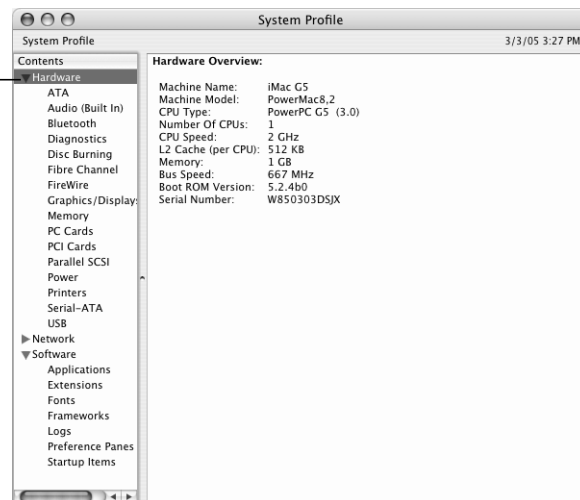 System Profile
System Profile 3/3/05 3:27 PM
Contents
Hardware
ATA
Audio (Built In)
Bluetooth
Diagnostics
Disc Burning
Fibre Channel
FireWire
Graphics/Display
Memory
PC Cards
PCI Cards
Parallel SCSI
Power
Printers
Serial-ATA
USB
Network
Software
Applications
Extensions
Fonts
Frameworks
Logs
Preference Panes
Startup Items
Hardware Overview:
Machine Name: iMac G5
Machine Model: PowerMac8,2
CPU Type: PowerPC G5 (3.0)
Number Of CPUs: 1
CPU Speed: 2 GHz
L2 Cache (per CPU): 512 KB
Memory: 1 GB
Bus Speed: 667 MHz
Boot ROM Version: 5.2.4b0
Serial Number: W850303DSJX